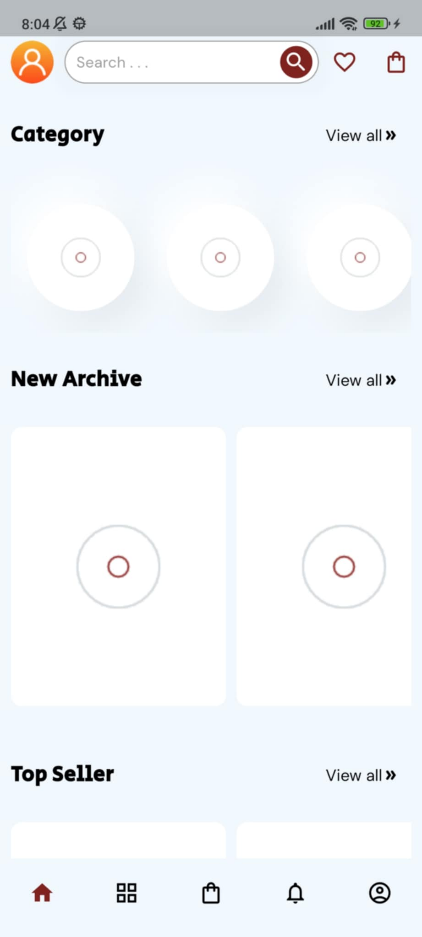 8:04 92
Search . . .
Category View all »
New Archive View all »
Top Seller View all »